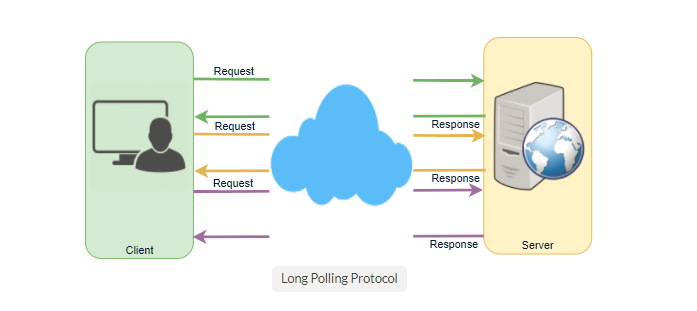 Request
Response
Request
Response
Request
Response
Client
Server
Long Polling Protocol